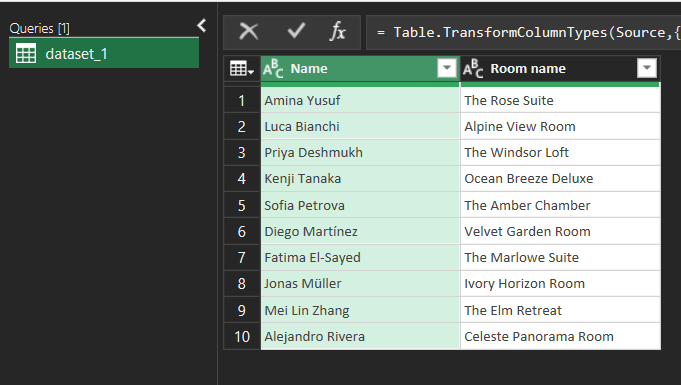 Queries [1]
dataset_1
fx = Table.TransformColumnTypes(Source,{
ABC Name ABC Room name
1 Amina Yusuf The Rose Suite
2 Luca Bianchi Alpine View Room
3 Priya Deshmukh The Windsor Loft
4 Kenji Tanaka Ocean Breeze Deluxe
5 Sofia Petrova The Amber Chamber
6 Diego Martínez Velvet Garden Room
7 Fatima El-Sayed The Marlowe Suite
8 Jonas Müller Ivory Horizon Room
9 Mei Lin Zhang The Elm Retreat
10 Alejandro Rivera Celeste Panorama Room